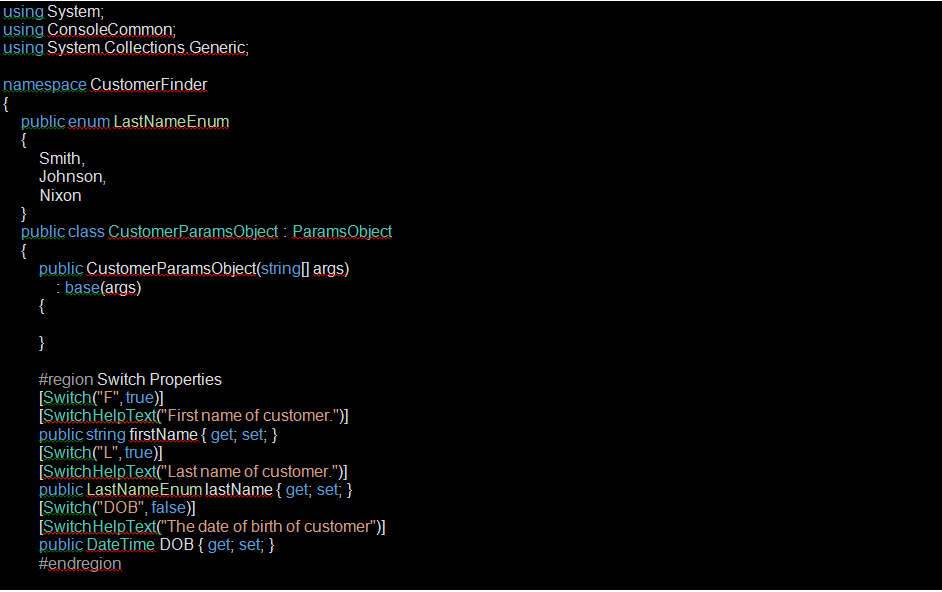 using System;
using ConsoleCommon;
using System.Collections.Generic;
namespace CustomerFinder
{
public enum LastNameEnum
{
Smith,
Johnson,
Nixon
}
public class CustomerParamsObject : ParamsObject
{
public CustomerParamsObject(string[] args)
: base(args)
{
}
#region Switch Properties
[Switch("F", true)]
[SwitchHelpText("First name of customer.")]
public string firstName { get; set; }
[Switch("L", true)]
[SwitchHelpText("Last name of customer.")]
public LastNameEnum lastName { get; set; }
[Switch("DOB", false)]
[SwitchHelpText("The date of birth of customer")]
public DateTime DOB { get; set; }
#endregion